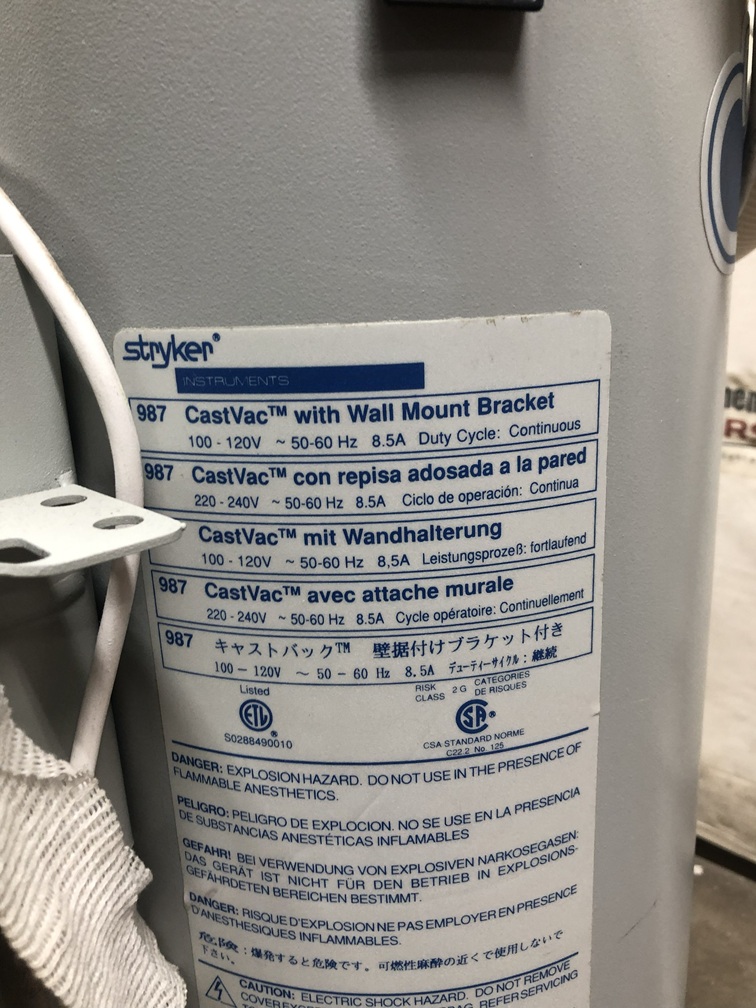 stryker®
INSTRUMENTS
987 CastVac™ with Wall Mount Bracket
100 - 120V ~ 50-60 Hz 8.5A Duty Cycle: Continuous
987 CastVac™ con repisa adosada a la pared
220 - 240V ~ 50-60 Hz 8.5A Ciclo de operación: Continua
CastVac™ mit Wandhalterung
100 - 120V ~ 50-60 Hz 8,5A Leistungsprozeß: fortlaufend
987 CastVac™ avec attache murale
220 - 240V ~ 50-60 Hz 8.5A Cycle opératoire: Continuellement
987 キャストバック™ 壁据付けブラケット付き
100 － 120V ～ 50 － 60 Hz 8.5A デューティーサイクル：継続
Listed
ETL®
S0288490010
RISK CLASS 2 G CATEGORIES DE RISQUES
SA®
CSA STANDARD NORME
C22.2 No. 125
DANGER: EXPLOSION HAZARD. DO NOT USE IN THE PRESENCE OF
FLAMMABLE ANESTHETICS.
PELIGRO: PELIGRO DE EXPLOCION. NO SE USE EN LA PRESENCIA
DE SUBSTANCIAS ANESTÉTICAS INFLAMABLES
GEFAHR! BEI VERWENDUNG VON EXPLOSIVEN NARKOSEGASEN:
DAS GERÄT IST NICHT FÜR DEN BETRIEB IN EXPLOSIONS-
GEFÄHRDETEN BEREICHEN BESTIMMT.
DANGER: RISQUE D'EXPLOSION NE PAS EMPLOYER EN PRESENCE
D'ANESTHESIQUES INFLAMMABLES.
危険：爆発すると危険です。可燃性麻酔の近くで使用しないで
下さい。
CAUTION: ELECTRIC SHOCK HAZARD. DO NOT REMOVE
REFER SERVICING